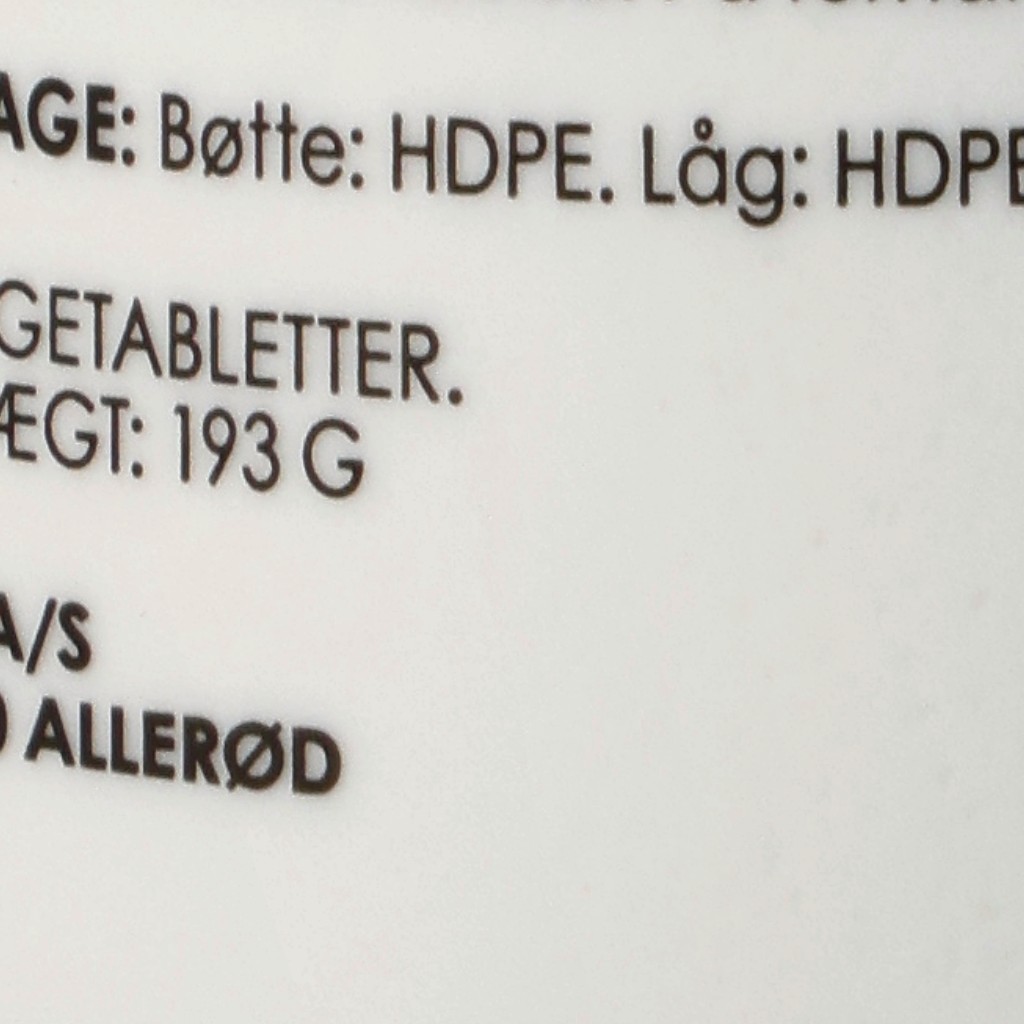 AGE: Bøtte: HDPE. Låg: HDPE
GETABLETTER.
ÆGT: 193 G
A/S
ALLERØD